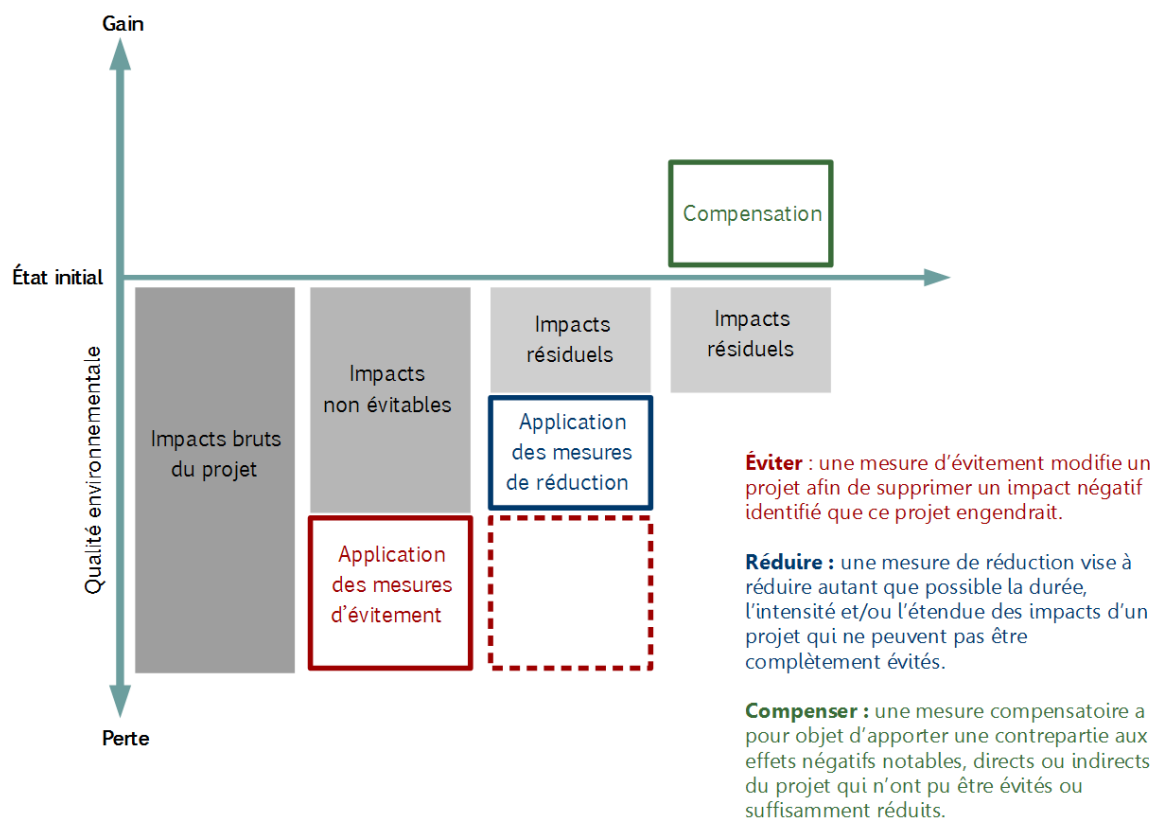 Gain
Compensation
État initial
Qualité environnementale
Impacts bruts
du projet
Impacts
non évitables
Application
des mesures
d’évitement
Impacts
résiduels
Application
des mesures
de réduction
Impacts
résiduels
Perte
Éviter : une mesure d’évitement modifie un
projet afin de supprimer un impact négatif
identifié que ce projet engendrait.
Réduire : une mesure de réduction vise à
réduire autant que possible la durée,
l’intensité et/ou l’étendue des impacts d’un
projet qui ne peuvent pas être
complètement évités.
Compenser : une mesure compensatoire a
pour objet d’apporter une contrepartie aux
effets négatifs notables, directs ou indirects
du projet qui n’ont pu être évités ou
suffisamment réduits.